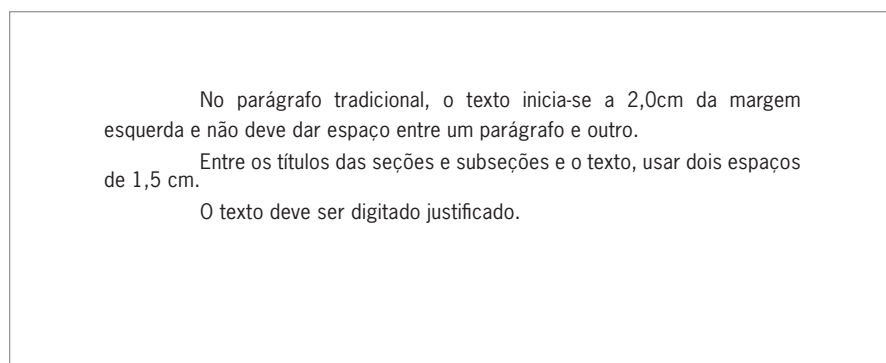 No parágrafo tradicional, o texto inicia-se a 2,0cm da margem
esquerda e não deve dar espaço entre um parágrafo e outro.
Entre os títulos das seções e subseções e o texto, usar dois espaços
de 1,5 cm.
O texto deve ser digitado justificado.